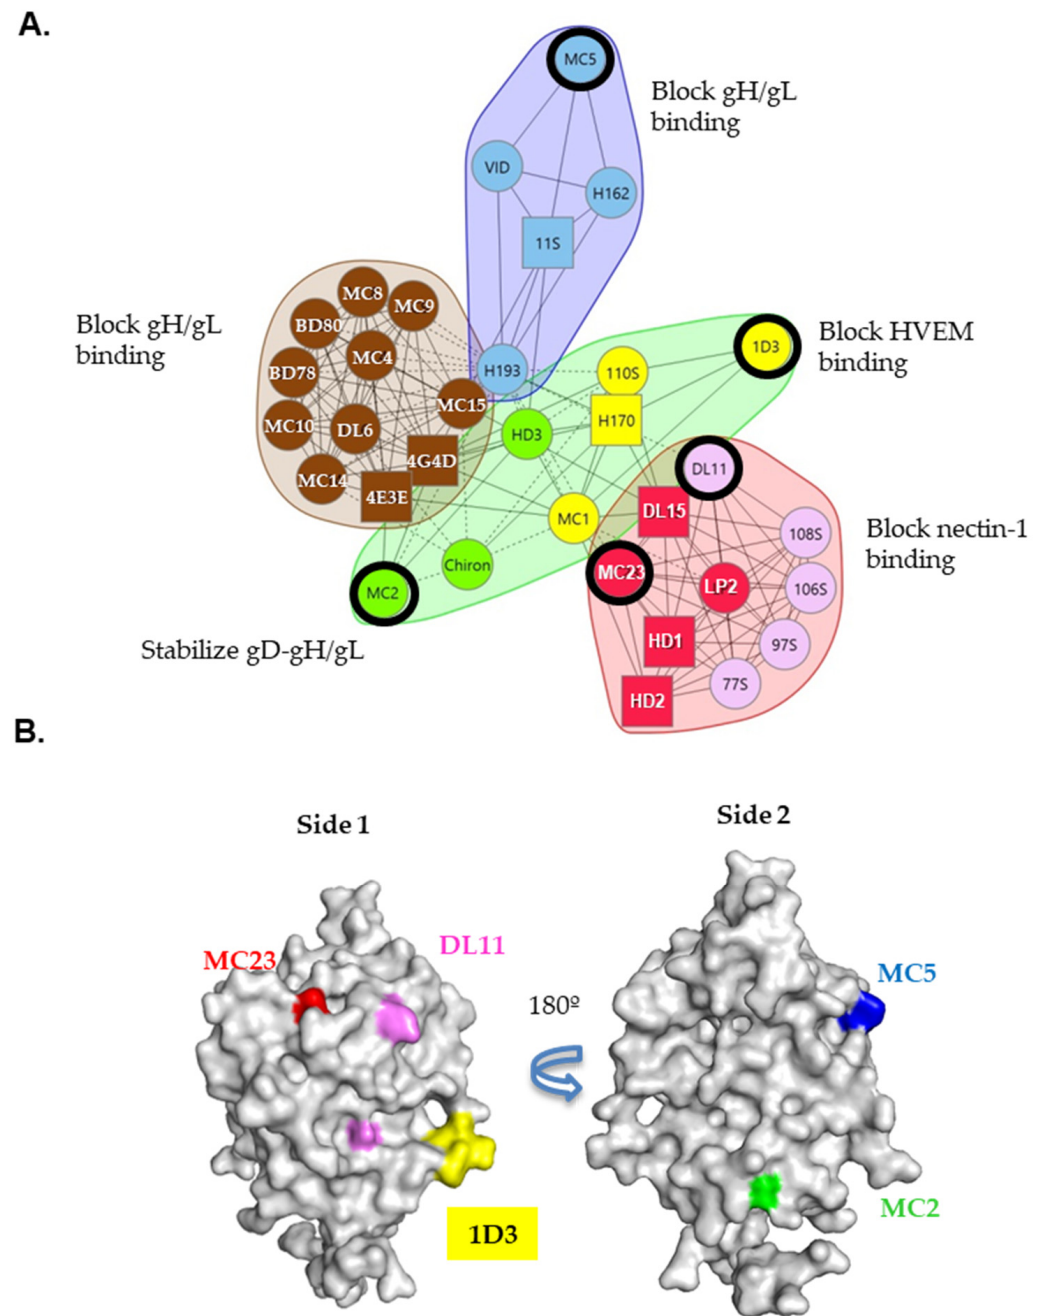 A.
MC5
Block gH/gL
binding
VID
H162
11S
MC8
MC9
BD80
Block gH/gL
binding
MC4
BD78
H193
110S
1D3
Block HVEM
binding
MC15
MC10
DL6
HD3
H170
4G4D
MC14
4E3E
DL11
DL15
MC1
108S
Block nectin-1
binding
Chiron
MC23
LP2
106S
MC2
HD1
97S
Stabilize gD-gH/gL
77S
HD2
B.
Side 1
Side 2
MC23
DL11
MC5
180º
MC2
1D3